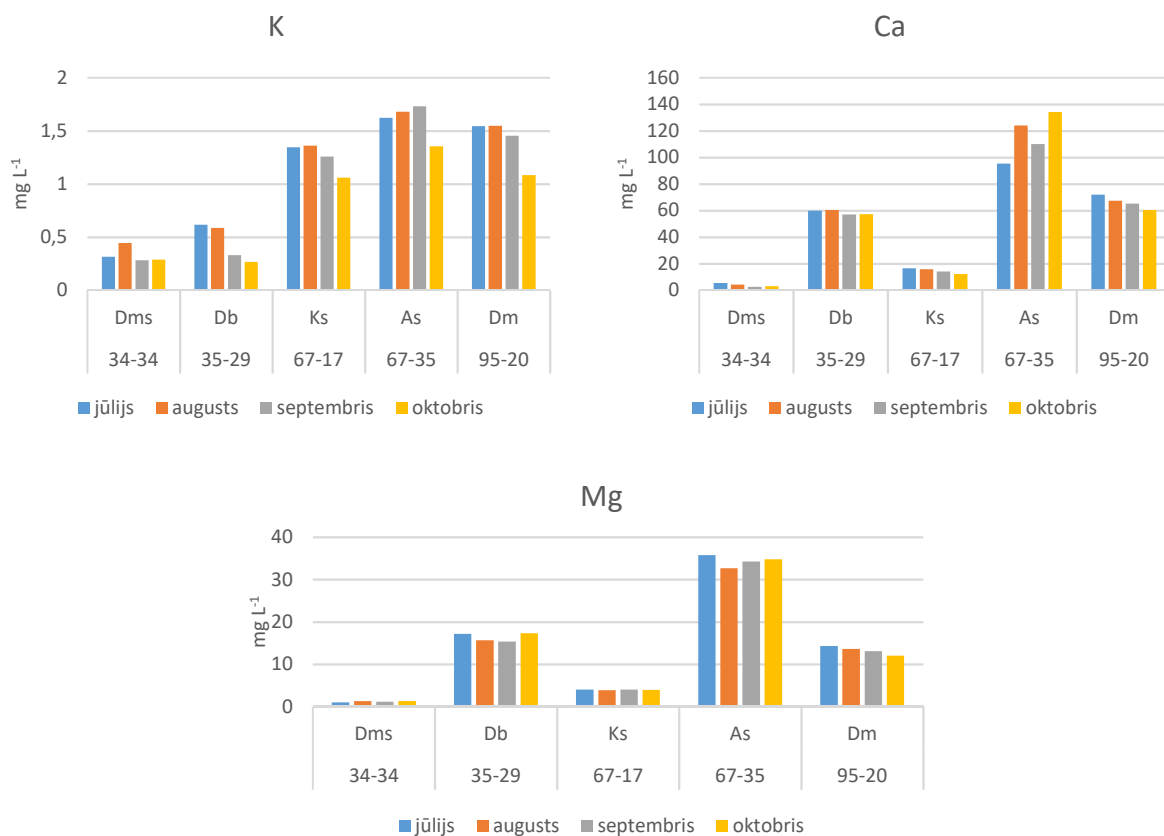 K
2
1,5
1
0,5
0
mg L-1
Dms Db Ks As Dm
34-34 35-29 67-17 67-35 95-20
jūlijs augusts septembris oktobris
Ca
160
140
120
100
80
60
40
20
0
mg L-1
Dms Db Ks As Dm
34-34 35-29 67-17 67-35 95-20
jūlijs augusts septembris oktobris
Mg
40
30
20
10
0
mg L-1
Dms Db Ks As Dm
34-34 35-29 67-17 67-35 95-20
jūlijs augusts septembris oktobris